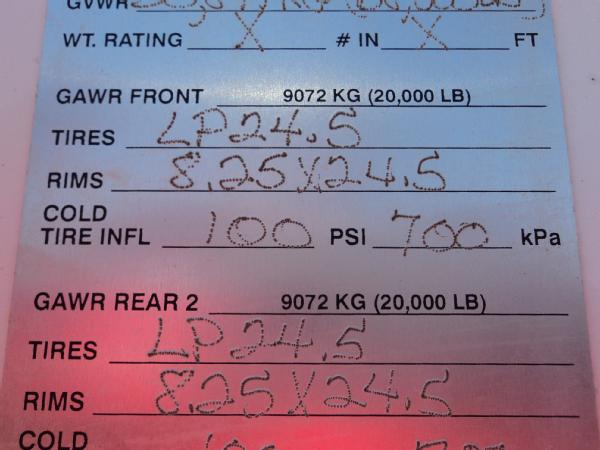 GVWR
WT. RATING X # IN X FT
GAWR FRONT 9072 KG (20,000 LB)
TIRES LP24.5
RIMS 8.25X24.5
COLD
TIRE INFL 100 PSI 700 kPa
GAWR REAR 2 9072 KG (20,000 LB)
TIRES LP24.5
RIMS 8.25X24.5
COLD